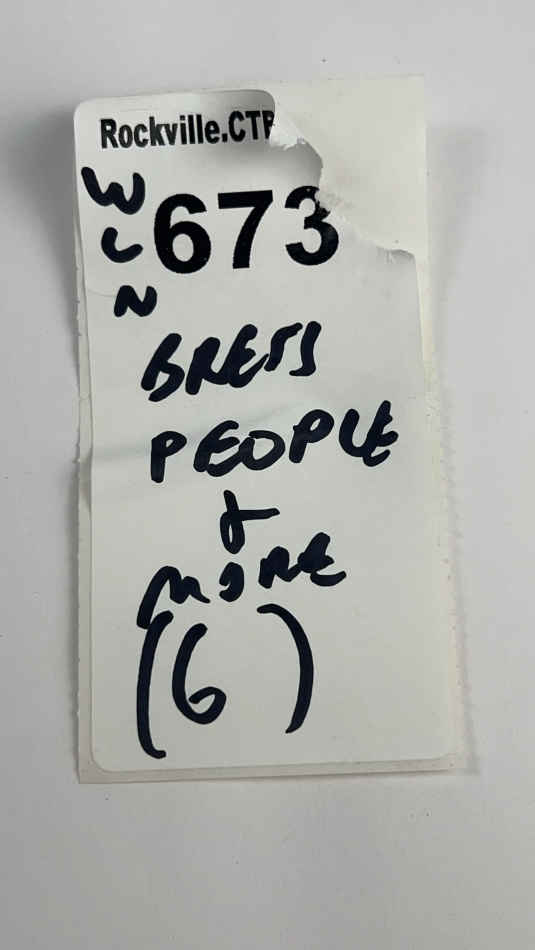 Rockville.CTR
673
W
L
N
BRETS
PEOPLE
&
MORE
(6)